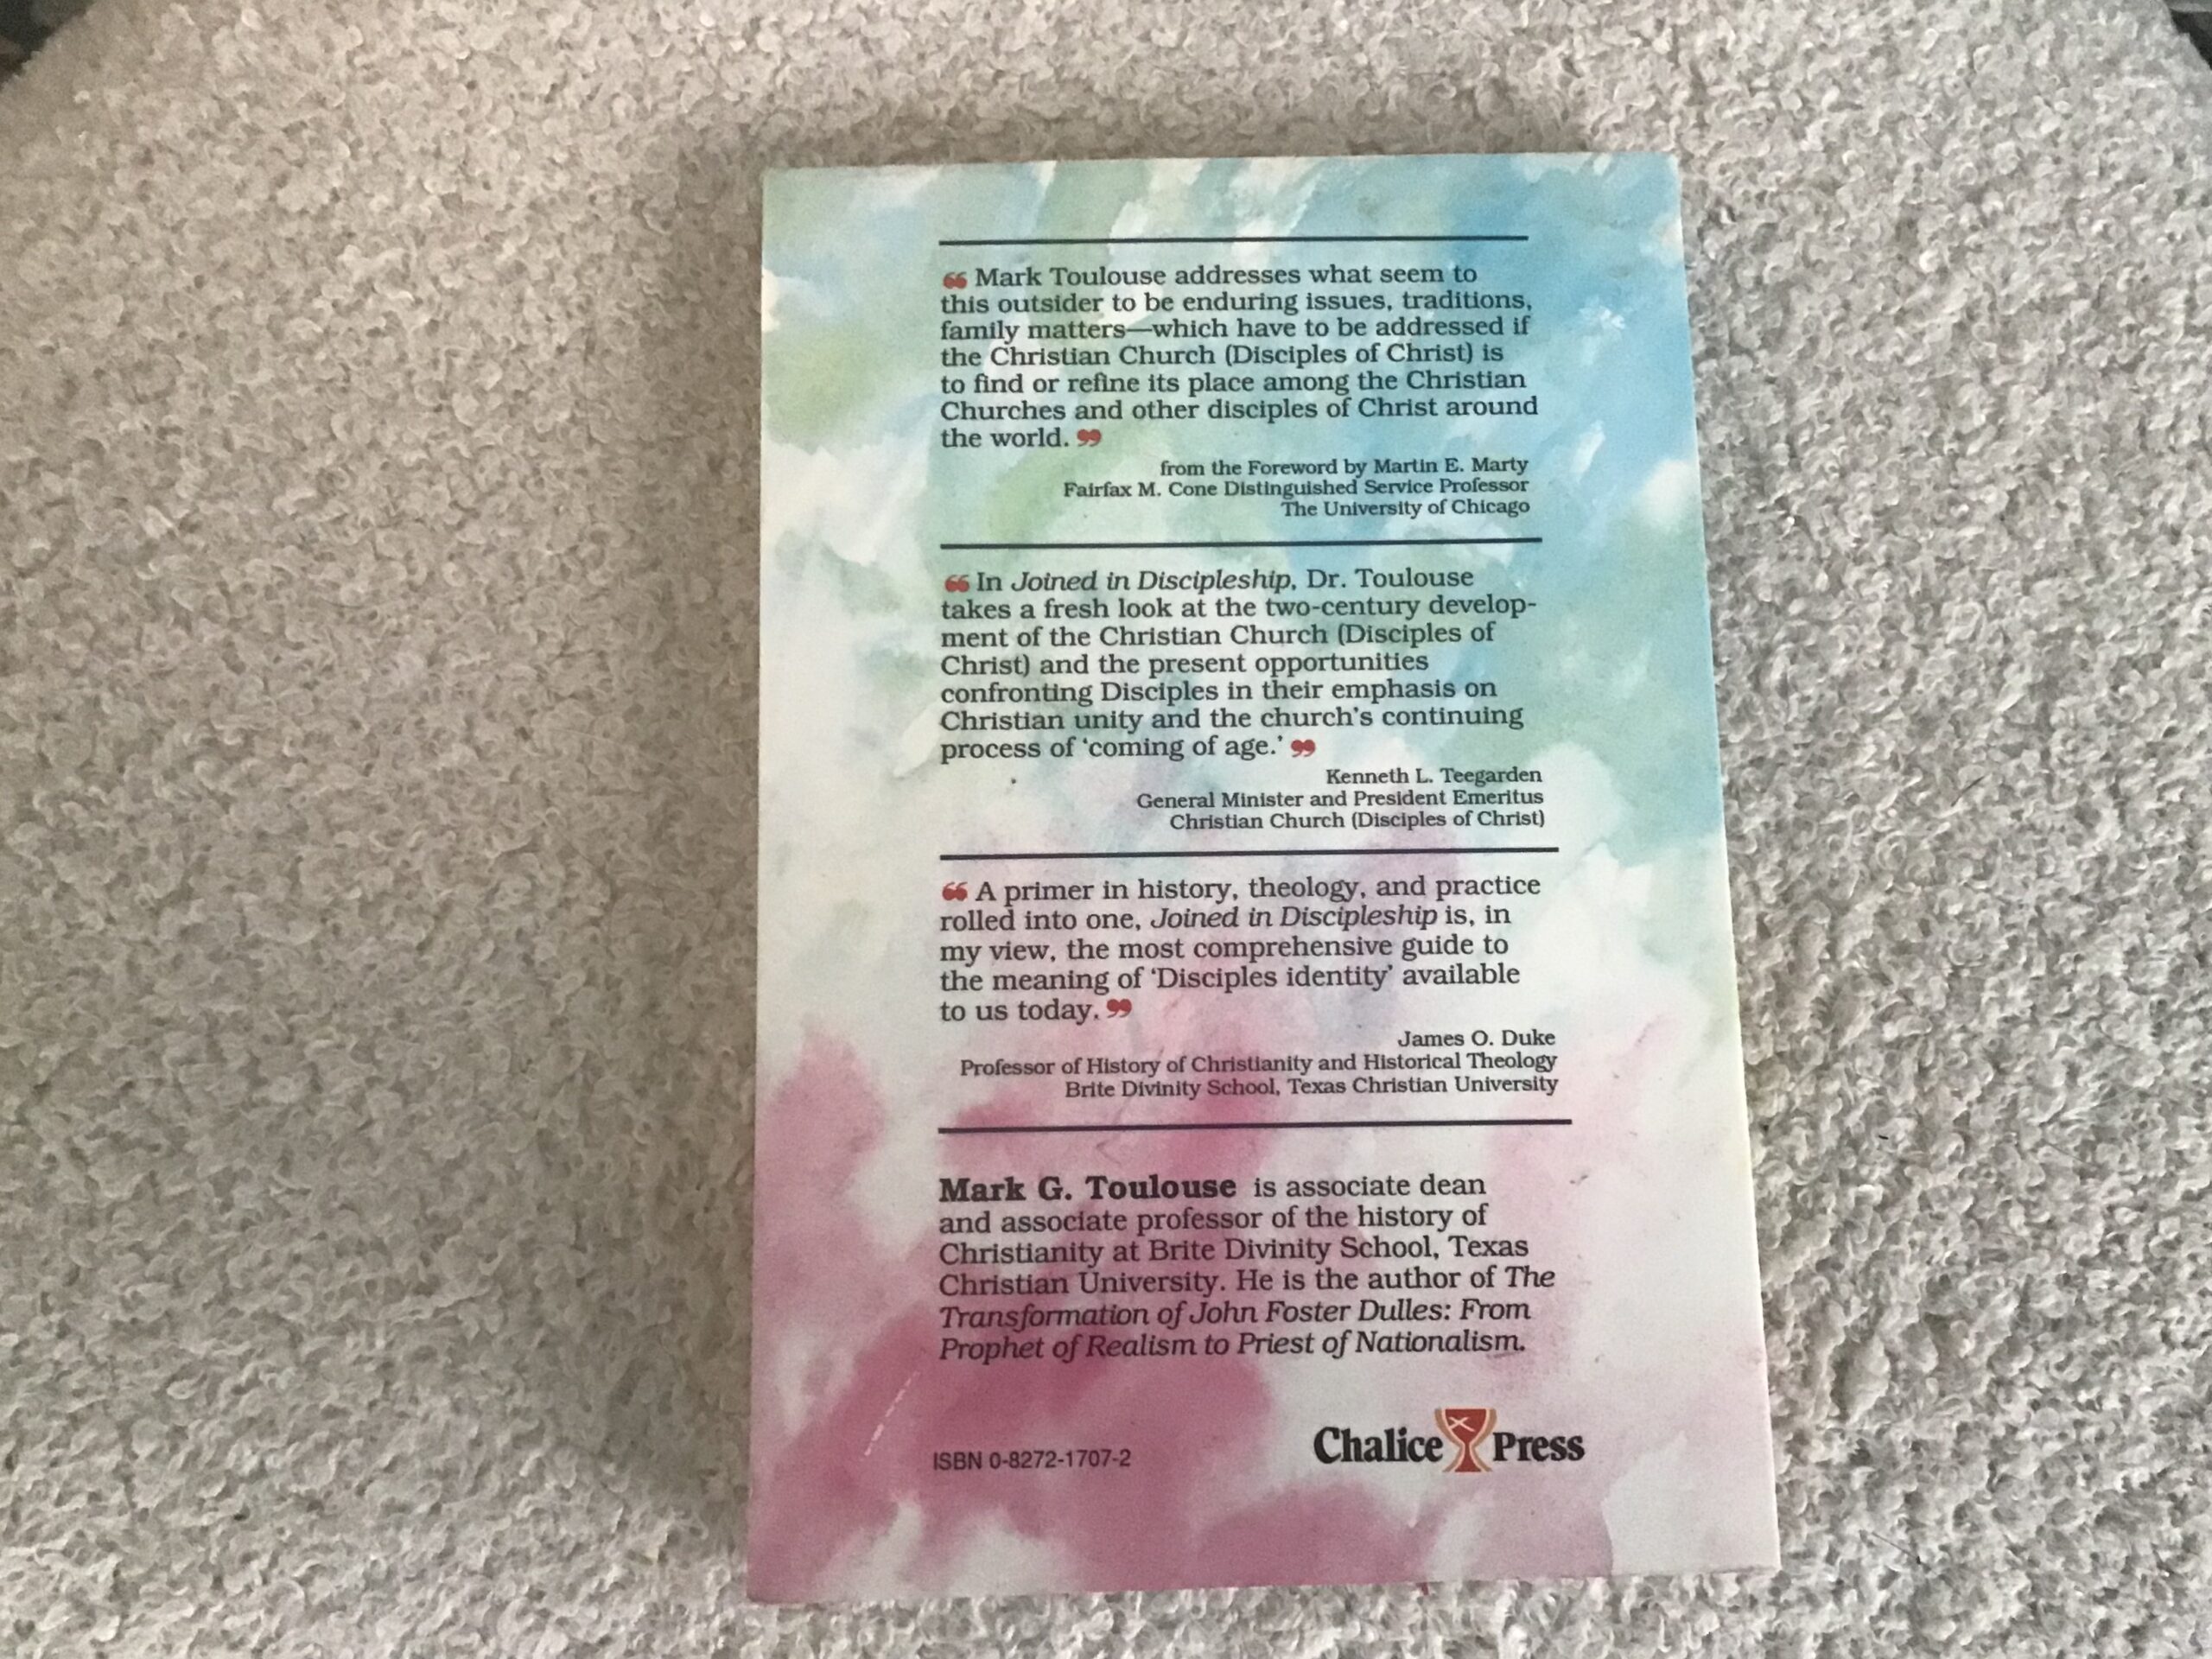 ❝ Mark Toulouse addresses what seem to
this outsider to be enduring issues, traditions,
family matters—which have to be addressed if
the Christian Church (Disciples of Christ) is
to find or refine its place among the Christian
Churches and other disciples of Christ around
the world. ❞
from the Foreword by Martin E. Marty
Fairfax M. Cone Distinguished Service Professor
The University of Chicago
❝ In Joined in Discipleship, Dr. Toulouse
takes a fresh look at the two-century develop-
ment of the Christian Church (Disciples of
Christ) and the present opportunities
confronting Disciples in their emphasis on
Christian unity and the church's continuing
process of ‘coming of age.’ ❞
Kenneth L. Teegarden
General Minister and President Emeritus
Christian Church (Disciples of Christ)
❝ A primer in history, theology, and practice
rolled into one, Joined in Discipleship is, in
my view, the most comprehensive guide to
the meaning of ‘Disciples identity’ available
to us today. ❞
James O. Duke
Professor of History of Christianity and Historical Theology
Brite Divinity School, Texas Christian University
Mark G. Toulouse is associate dean
and associate professor of the history of
Christianity at Brite Divinity School, Texas
Christian University. He is the author of The
Transformation of John Foster Dulles: From
Prophet of Realism to Priest of Nationalism.
ISBN 0-8272-1707-2
Chalice Press